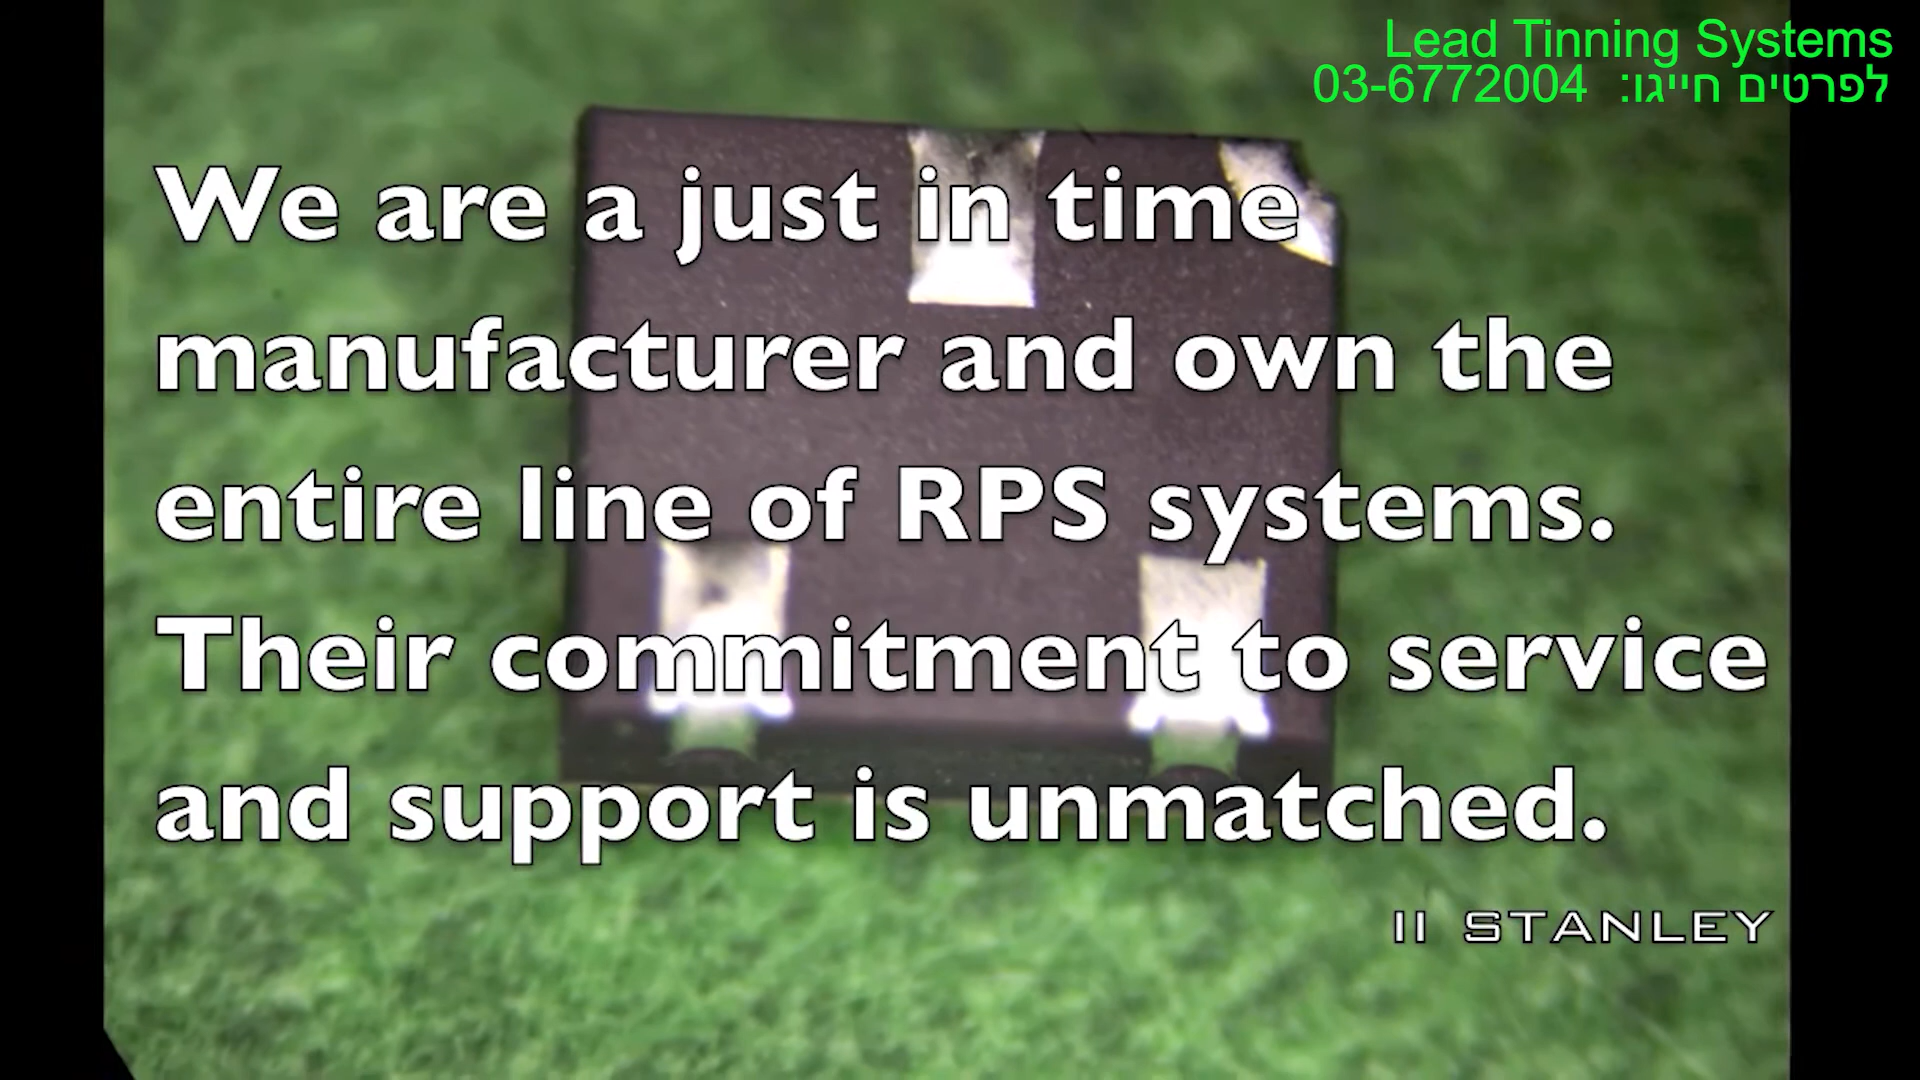 Lead Tinning Systems
לפרטים חייגו: 03-6772004
We are a just in time
manufacturer and own the
entire line of RPS systems.
Their commitment to service
and support is unmatched.
II STANLEY